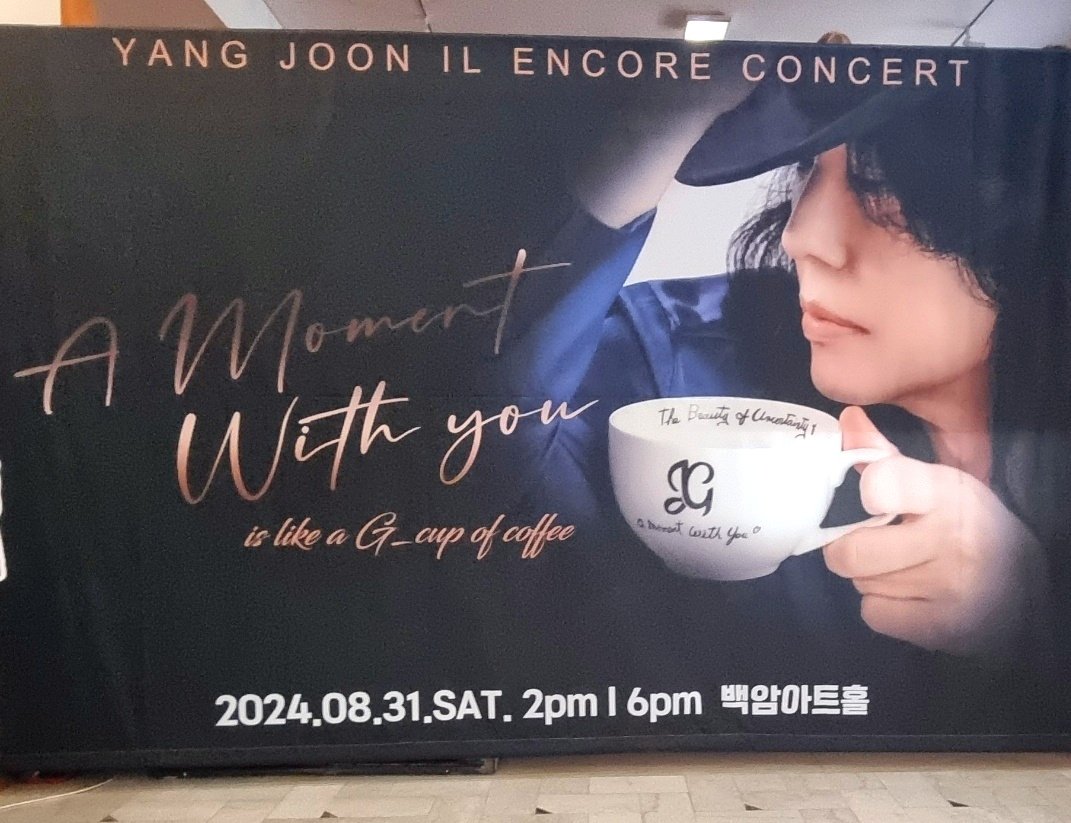 YANG JOON IL ENCORE CONCERT
A Moment
With you
is like a G_cup of coffee
The Beauty of Uncertainty
JG
a Moment With You
2024.08.31.SAT. 2pm I 6pm 백암아트홀